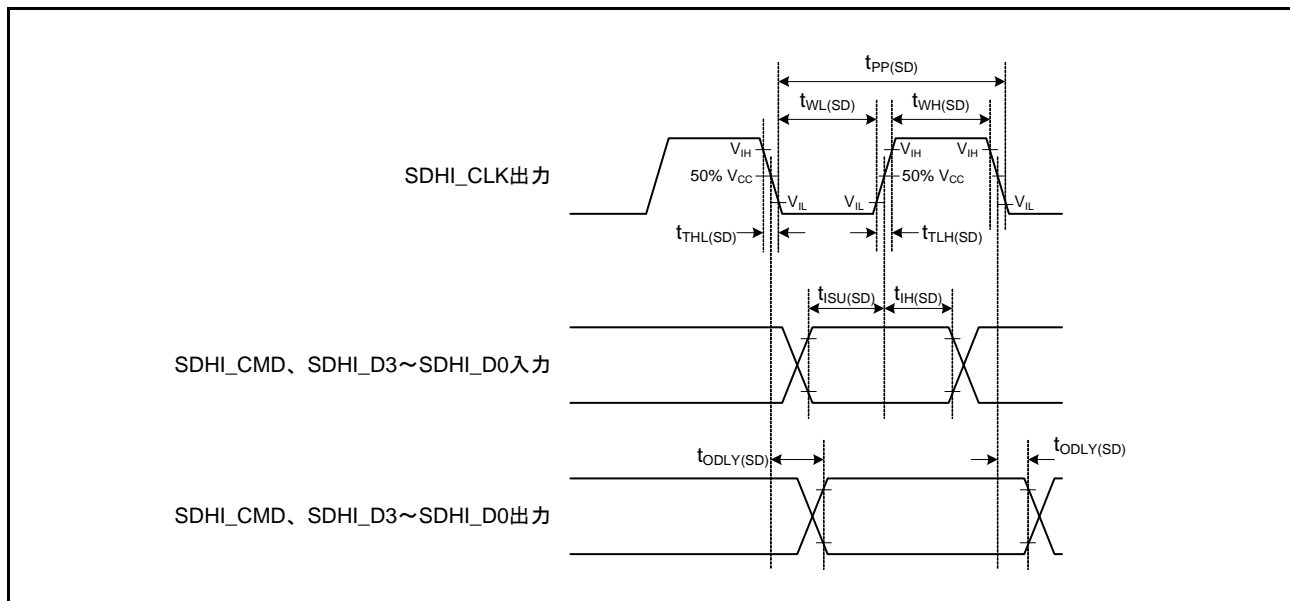 tPP(SD)
tWL(SD) tWH(SD)
VIH VIH VIH
SDHI_CLK出力 50% VCC 50% VCC
VIL VIL VIL
tTHL(SD) tTLH(SD)
tISU(SD) tIH(SD)
SDHI_CMD、SDHI_D3～SDHI_D0入力
tODLY(SD) tODLY(SD)
SDHI_CMD、SDHI_D3～SDHI_D0出力